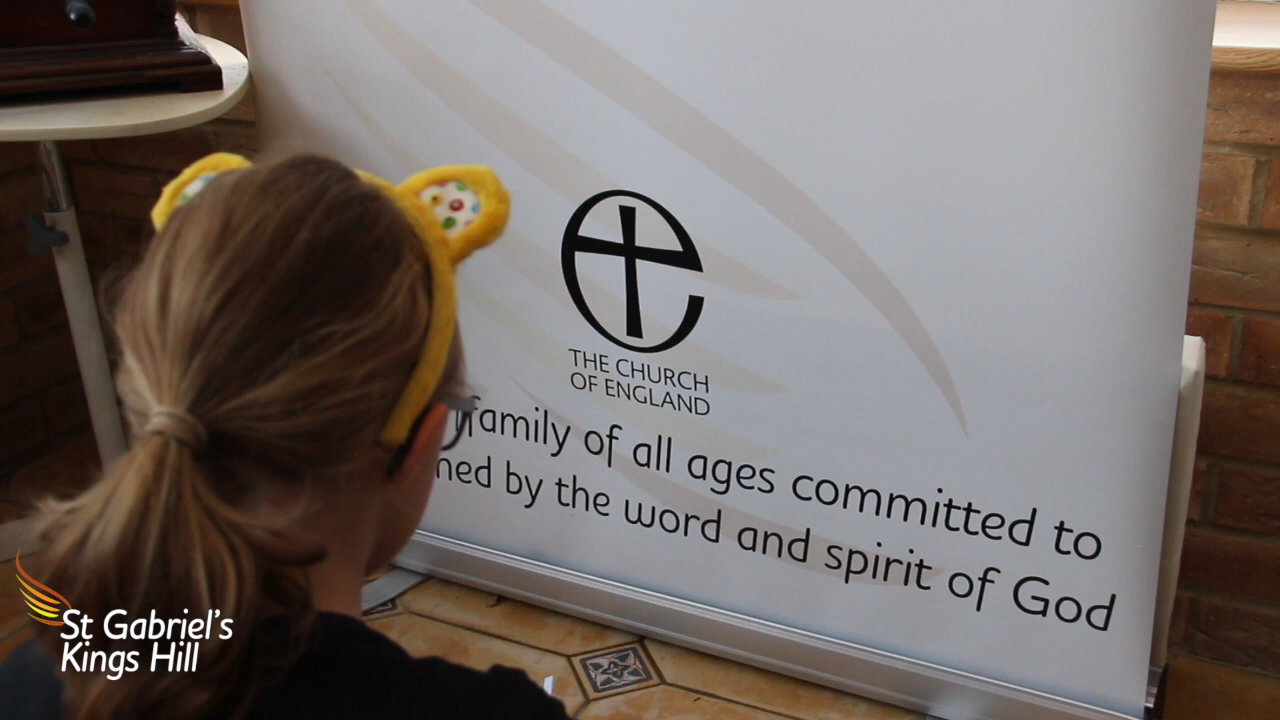 THE CHURCH
OF ENGLAND
family of all ages committed to
by the word and spirit of God
St Gabriel's
Kings Hill